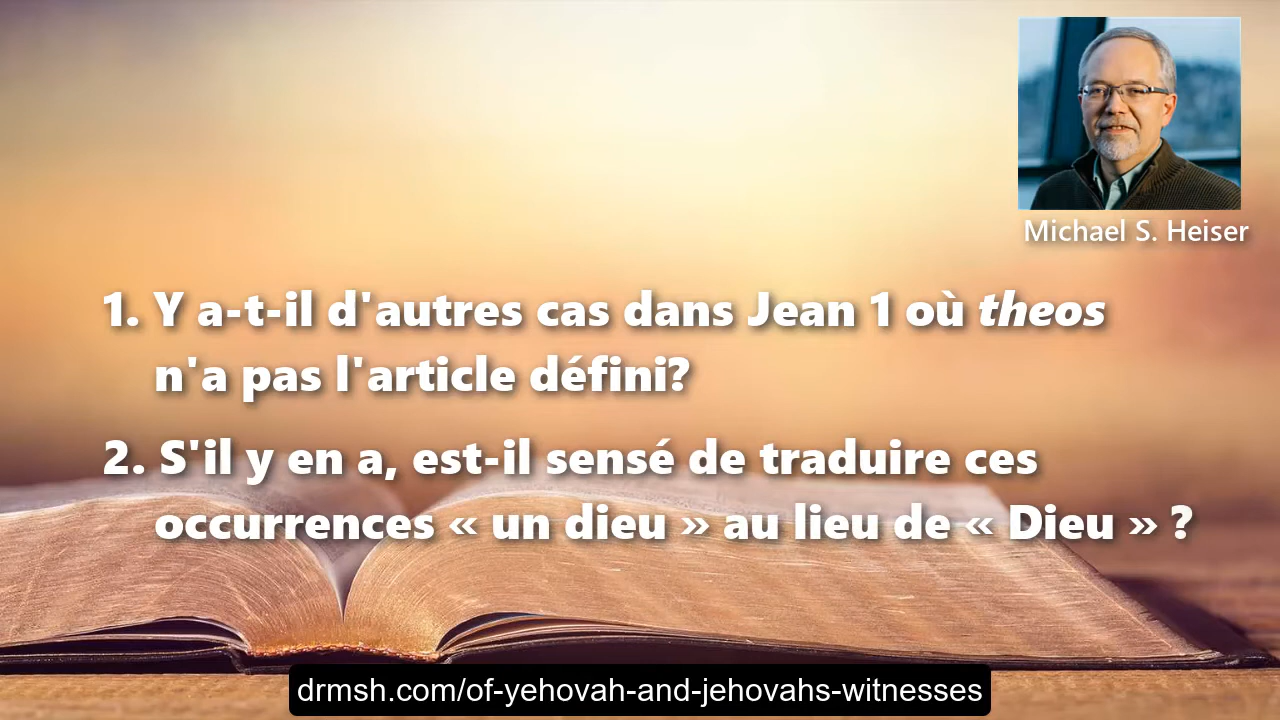 Michael S. Heiser
1. Y a-t-il d'autres cas dans Jean 1 où theos
n'a pas l'article défini?
2. S'il y en a, est-il sensé de traduire ces
occurrences « un dieu » au lieu de « Dieu » ?
drmsh.com/of-yehovah-and-jehovahs-witnesses